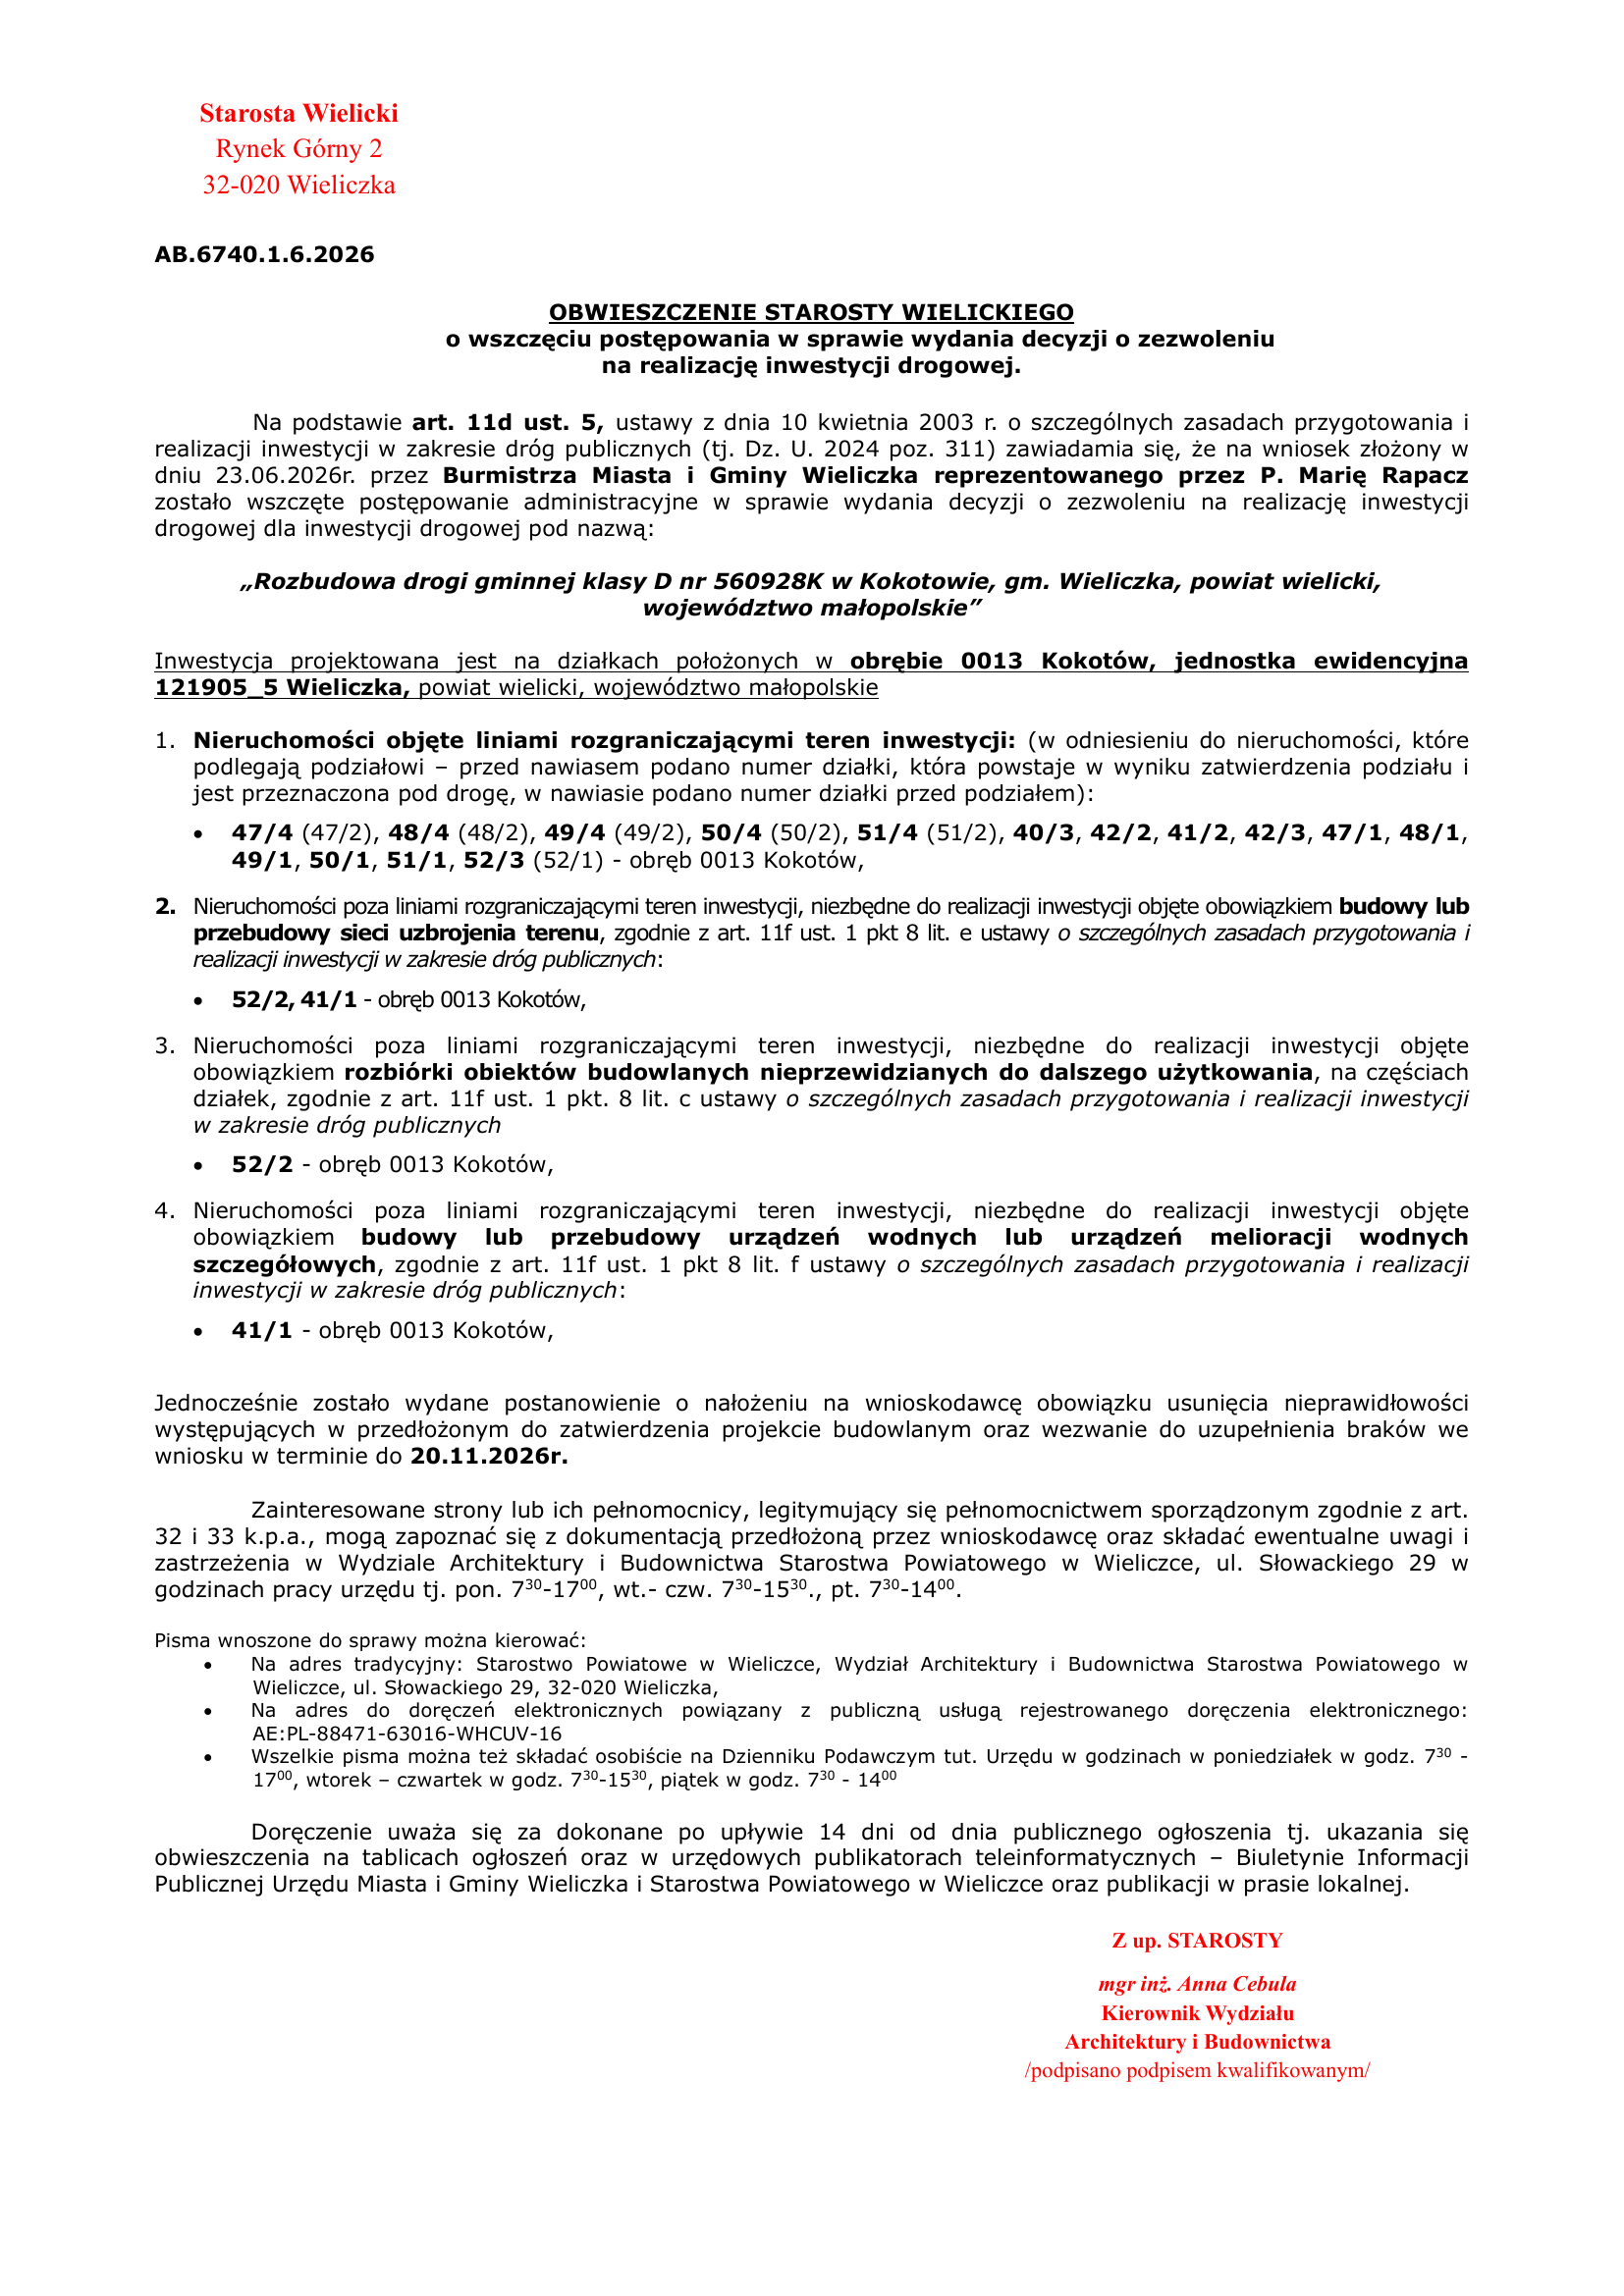 Starosta Wielicki
Rynek Górny 2
32-020 Wieliczka
AB.6740.1.6.2026
OBWIESZCZENIE STAROSTY WIELICKIEGO
o wszczęciu postępowania w sprawie wydania decyzji o zezwoleniu
na realizację inwestycji drogowej.
Na podstawie art. 11d ust. 5, ustawy z dnia 10 kwietnia 2003 r. o szczególnych zasadach przygotowania i
realizacji inwestycji w zakresie dróg publicznych (tj. Dz. U. 2024 poz. 311) zawiadamia się, że na wniosek złożony w
dniu 23.06.2026r. przez Burmistrza Miasta i Gminy Wieliczka reprezentowanego przez P. Marię Rapacz
zostało wszczęte postępowanie administracyjne w sprawie wydania decyzji o zezwoleniu na realizację inwestycji
drogowej dla inwestycji drogowej pod nazwą:
„Rozbudowa drogi gminnej klasy D nr 560928K w Kokotowie, gm. Wieliczka, powiat wielicki,
województwo małopolskie”
Inwestycja projektowana jest na działkach położonych w obrębie 0013 Kokotów, jednostka ewidencyjna
121905_5 Wieliczka, powiat wielicki, województwo małopolskie
1. Nieruchomości objęte liniami rozgraniczającymi teren inwestycji: (w odniesieniu do nieruchomości, które
podlegają podziałowi – przed nawiasem podano numer działki, która powstaje w wyniku zatwierdzenia podziału i
jest przeznaczona pod drogę, w nawiasie podano numer działki przed podziałem):
• 47/4 (47/2), 48/4 (48/2), 49/4 (49/2), 50/4 (50/2), 51/4 (51/2), 40/3, 42/2, 41/2, 42/3, 47/1, 48/1,
49/1, 50/1, 51/1, 52/3 (52/1) - obręb 0013 Kokotów,
2. Nieruchomości poza liniami rozgraniczającymi teren inwestycji, niezbędne do realizacji inwestycji objęte obowiązkiem budowy lub
przebudowy sieci uzbrojenia terenu, zgodnie z art. 11f ust. 1 pkt 8 lit. e ustawy o szczególnych zasadach przygotowania i
realizacji inwestycji w zakresie dróg publicznych:
• 52/2, 41/1 - obręb 0013 Kokotów,
3. Nieruchomości poza liniami rozgraniczającymi teren inwestycji, niezbędne do realizacji inwestycji objęte
obowiązkiem rozbiórki obiektów budowlanych nieprzewidzianych do dalszego użytkowania, na częściach
działek, zgodnie z art. 11f ust. 1 pkt. 8 lit. c ustawy o szczególnych zasadach przygotowania i realizacji inwestycji
w zakresie dróg publicznych
• 52/2 - obręb 0013 Kokotów,
4. Nieruchomości poza liniami rozgraniczającymi teren inwestycji, niezbędne do realizacji inwestycji objęte
obowiązkiem budowy lub przebudowy urządzeń wodnych lub urządzeń melioracji wodnych
szczegółowych, zgodnie z art. 11f ust. 1 pkt 8 lit. f ustawy o szczególnych zasadach przygotowania i realizacji
inwestycji w zakresie dróg publicznych:
• 41/1 - obręb 0013 Kokotów,
Jednocześnie zostało wydane postanowienie o nałożeniu na wnioskodawcę obowiązku usunięcia nieprawidłowości
występujących w przedłożonym do zatwierdzenia projekcie budowlanym oraz wezwanie do uzupełnienia braków we
wniosku w terminie do 20.11.2026r.
Zainteresowane strony lub ich pełnomocnicy, legitymujący się pełnomocnictwem sporządzonym zgodnie z art.
32 i 33 k.p.a., mogą zapoznać się z dokumentacją przedłożoną przez wnioskodawcę oraz składać ewentualne uwagi i
zastrzeżenia w Wydziale Architektury i Budownictwa Starostwa Powiatowego w Wieliczce, ul. Słowackiego 29 w
godzinach pracy urzędu tj. pon. 7³⁰-17⁰⁰, wt.- czw. 7³⁰-15³⁰., pt. 7³⁰-14⁰⁰.
Pisma wnoszone do sprawy można kierować:
• Na adres tradycyjny: Starostwo Powiatowe w Wieliczce, Wydział Architektury i Budownictwa Starostwa Powiatowego w
Wieliczce, ul. Słowackiego 29, 32-020 Wieliczka,
• Na adres do doręczeń elektronicznych powiązany z publiczną usługą rejestrowanego doręczenia elektronicznego:
AE:PL-88471-63016-WHCUV-16
• Wszelkie pisma można też składać osobiście na Dzienniku Podawczym tut. Urzędu w godzinach w poniedziałek w godz. 7³⁰ -
17⁰⁰, wtorek – czwartek w godz. 7³⁰-15³⁰, piątek w godz. 7³⁰ - 14⁰⁰
Doręczenie uważa się za dokonane po upływie 14 dni od dnia publicznego ogłoszenia tj. ukazania się
obwieszczenia na tablicach ogłoszeń oraz w urzędowych publikatorach teleinformatycznych – Biuletynie Informacji
Publicznej Urzędu Miasta i Gminy Wieliczka i Starostwa Powiatowego w Wieliczce oraz publikacji w prasie lokalnej.
Z up. STAROSTY
mgr inż. Anna Cebula
Kierownik Wydziału
Architektury i Budownictwa
/podpisano podpisem kwalifikowanym/